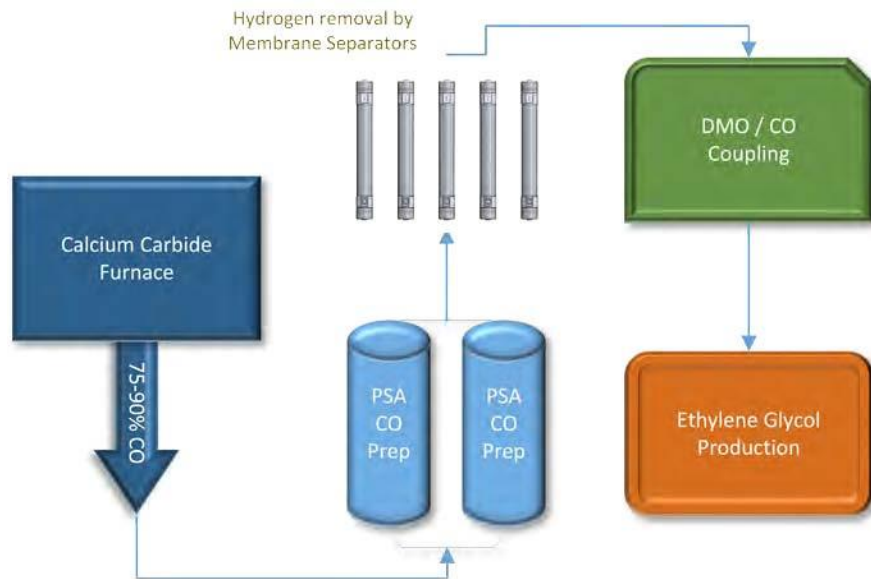 Hydrogen removal by
Membrane Separators
DMO / CO
Coupling
Calcium Carbide
Furnace
75-90% CO
PSA
CO
Prep
PSA
CO
Prep
Ethylene Glycol
Production